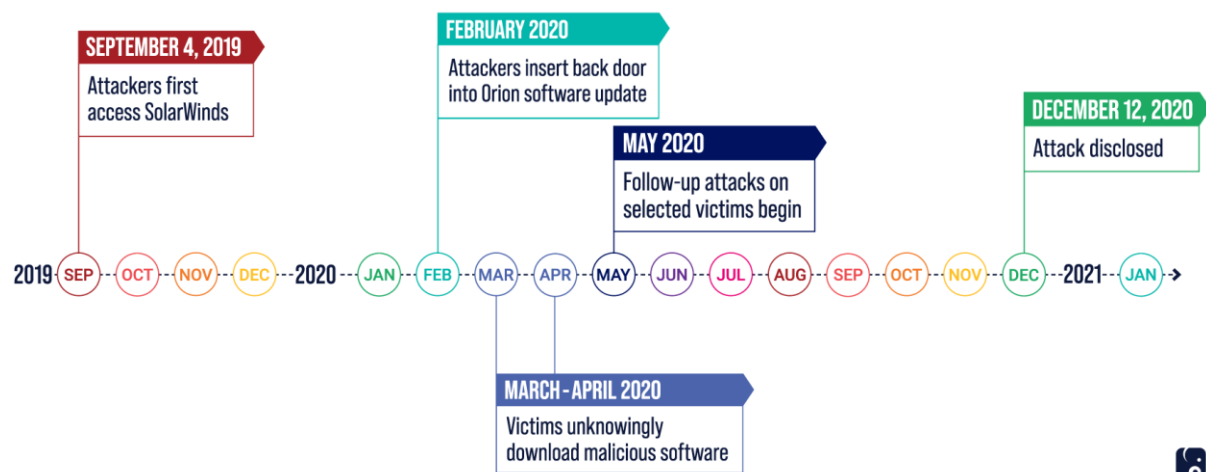 SEPTEMBER 4, 2019
Attackers first
access SolarWinds
FEBRUARY 2020
Attackers insert back door
into Orion software update
MAY 2020
Follow-up attacks on
selected victims begin
DECEMBER 12, 2020
Attack disclosed
2019 SEP OCT NOV DEC 2020 JAN FEB MAR APR MAY JUN JUL AUG SEP OCT NOV DEC 2021 JAN
MARCH - APRIL 2020
Victims unknowingly
download malicious software